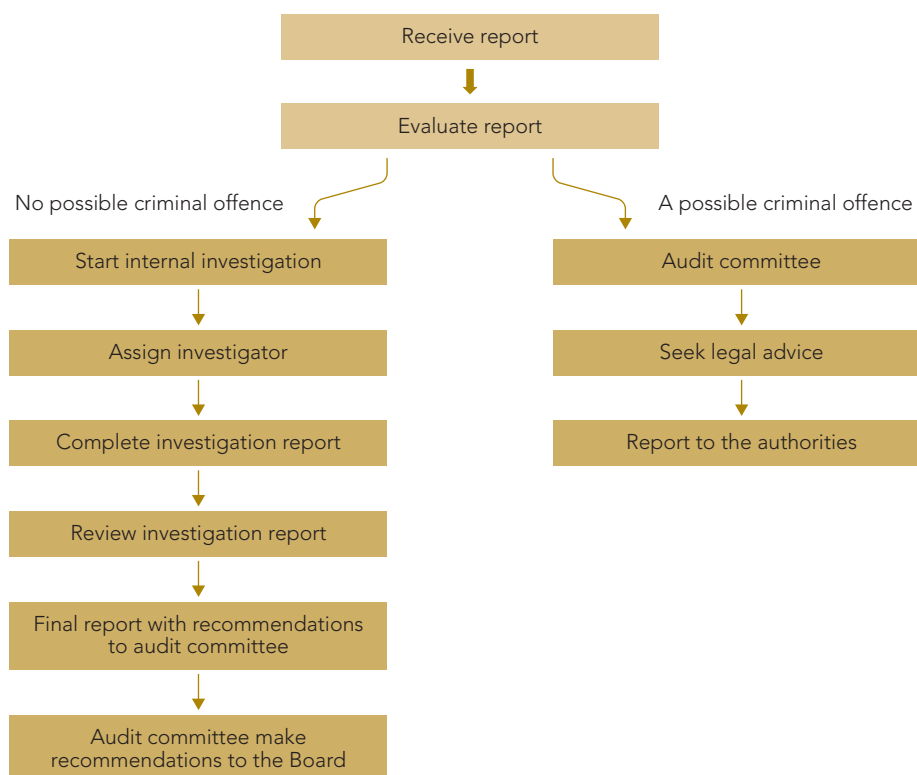 Receive report
Evaluate report
No possible criminal offence
A possible criminal offence
Start internal investigation
Audit committee
Assign investigator
Seek legal advice
Complete investigation report
Report to the authorities
Review investigation report
Final report with recommendations
to audit committee
Audit committee make
recommendations to the Board